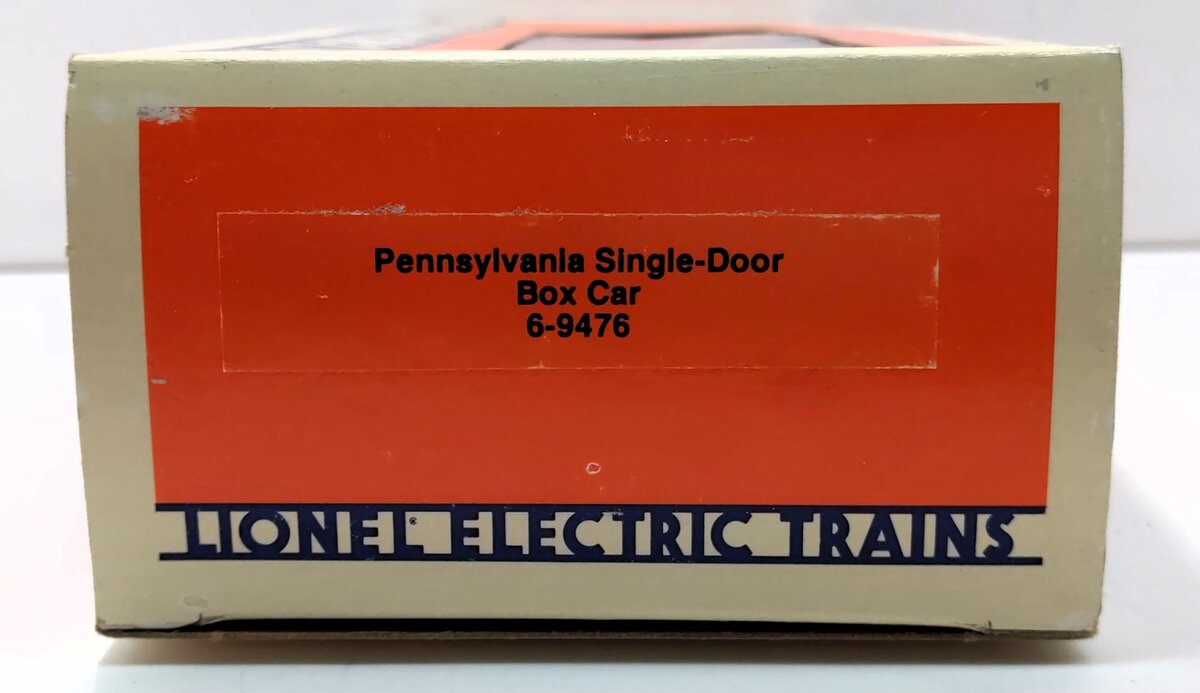 Pennsylvania Single-Door
Box Car
6-9476
LIONEL® ELECTRIC TRAINS